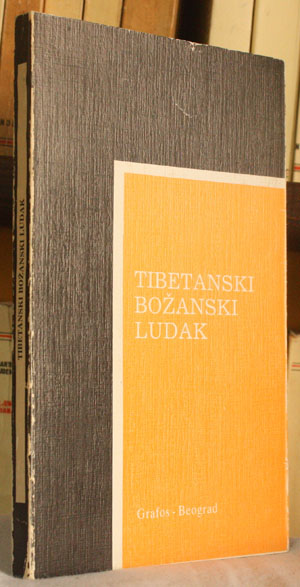 TIBETANSKI BOŽANSKI LUDAK
TIBETANSKI
BOŽANSKI
LUDAK
Grafos - Beograd